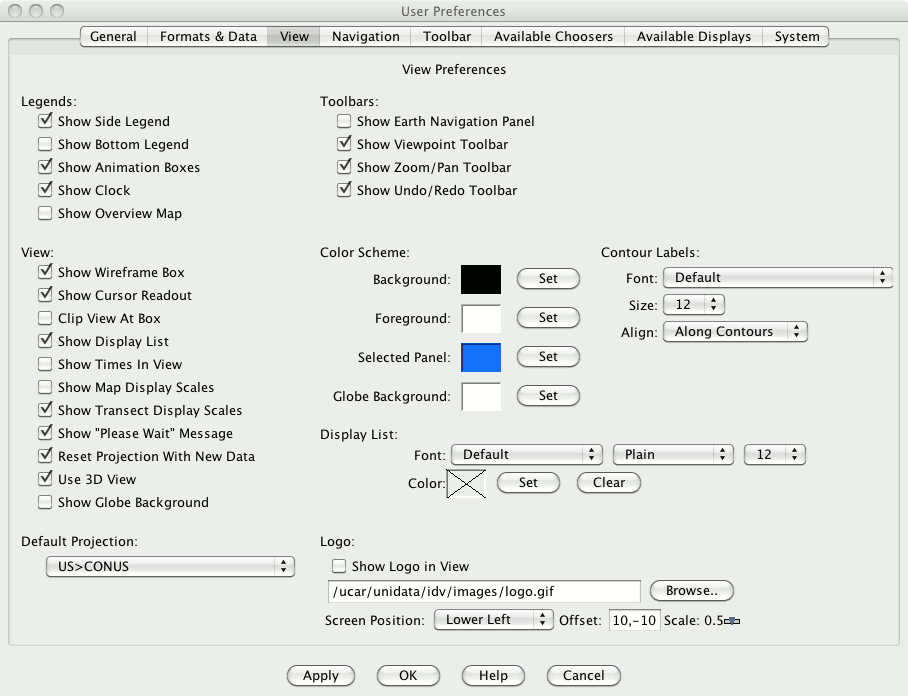 User Preferences
General Formats & Data View Navigation Toolbar Available Choosers Available Displays System
View Preferences
Legends:
Show Side Legend
Show Bottom Legend
Show Animation Boxes
Show Clock
Show Overview Map
Toolbars:
Show Earth Navigation Panel
Show Viewpoint Toolbar
Show Zoom/Pan Toolbar
Show Undo/Redo Toolbar
View:
Show Wireframe Box
Show Cursor Readout
Clip View At Box
Show Display List
Show Times In View
Show Map Display Scales
Show Transect Display Scales
Show "Please Wait" Message
Reset Projection With New Data
Use 3D View
Show Globe Background
Color Scheme:
Background: Set
Foreground: Set
Selected Panel: Set
Globe Background: Set
Contour Labels:
Font: Default
Size: 12
Align: Along Contours
Display List:
Font: Default Plain 12
Color: Set Clear
Default Projection:
US>CONUS
Logo:
Show Logo in View
/ucar/unidata/idv/images/logo.gif Browse..
Screen Position: Lower Left Offset: 10,-10 Scale: 0.5
Apply OK Help Cancel